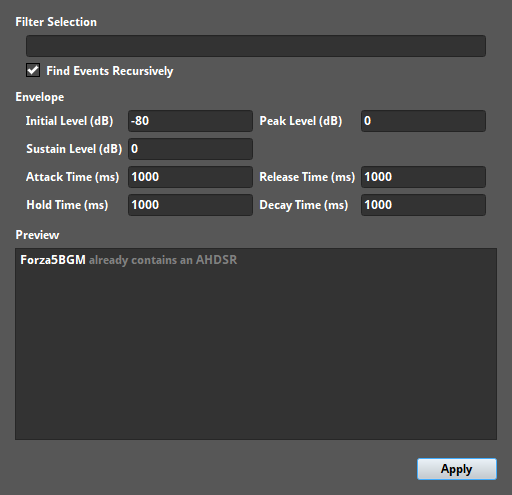 Filter Selection
Find Events Recursively
Envelope
Initial Level (dB) -80 Peak Level (dB) 0
Sustain Level (dB) 0
Attack Time (ms) 1000 Release Time (ms) 1000
Hold Time (ms) 1000 Decay Time (ms) 1000
Preview
Forza5BGM already contains an AHDSR
Apply